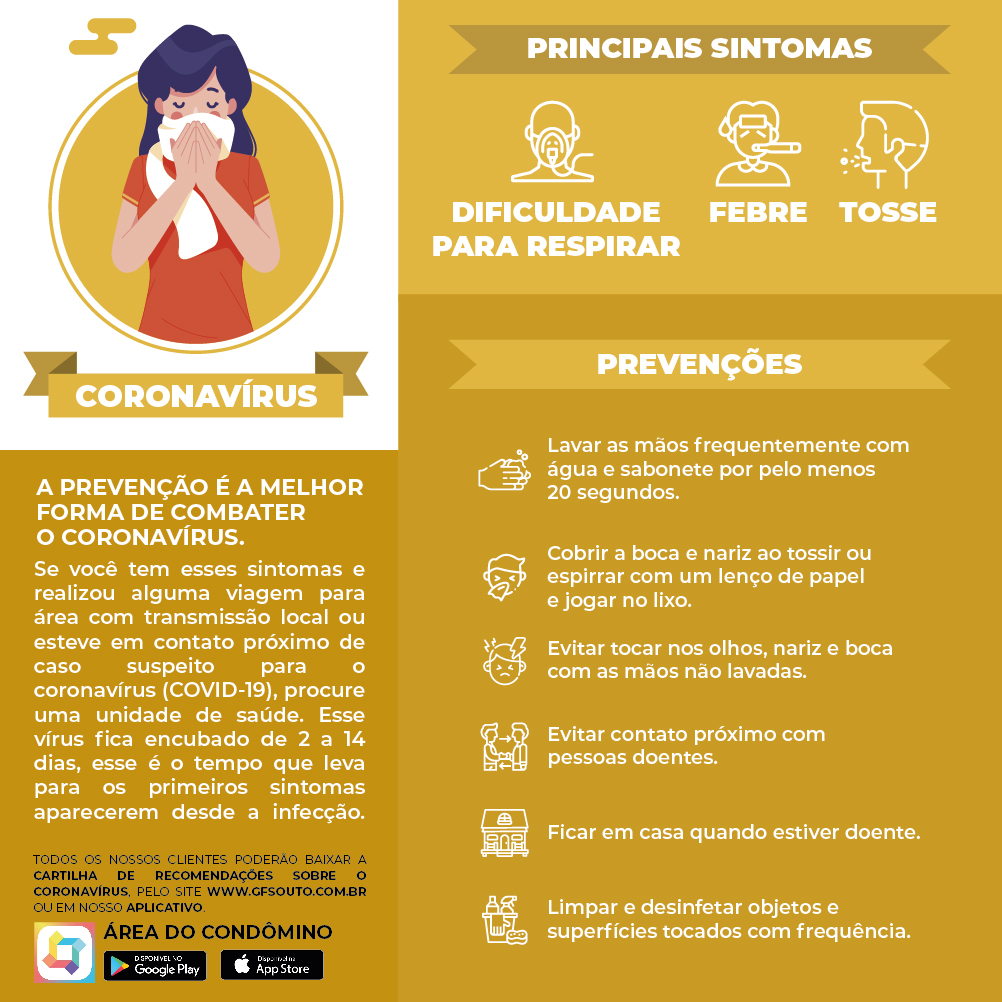 CORONAVÍRUS
A PREVENÇÃO É A MELHOR
FORMA DE COMBATER
O CORONAVÍRUS.
Se você tem esses sintomas e
realizou alguma viagem para
área com transmissão local ou
esteve em contato próximo de
caso suspeito para o
coronavírus (COVID-19), procure
uma unidade de saúde. Esse
vírus fica encubado de 2 a 14
dias, esse é o tempo que leva
para os primeiros sintomas
aparecerem desde a infecção.
TODOS OS NOSSOS CLIENTES PODERÃO BAIXAR A
CARTILHA DE RECOMENDAÇÕES SOBRE O
CORONAVÍRUS, PELO SITE WWW.GFSOUTO.COM.BR
OU EM NOSSO APLICATIVO.
ÁREA DO CONDÔMINO
DISPONÍVEL NO
Google Play
Disponível na
App Store
PRINCIPAIS SINTOMAS
DIFICULDADE
PARA RESPIRAR
FEBRE
TOSSE
PREVENÇÕES
Lavar as mãos frequentemente com
água e sabonete por pelo menos
20 segundos.
Cobrir a boca e nariz ao tossir ou
espirrar com um lenço de papel
e jogar no lixo.
Evitar tocar nos olhos, nariz e boca
com as mãos não lavadas.
Evitar contato próximo com
pessoas doentes.
Ficar em casa quando estiver doente.
Limpar e desinfetar objetos e
superfícies tocados com frequência.